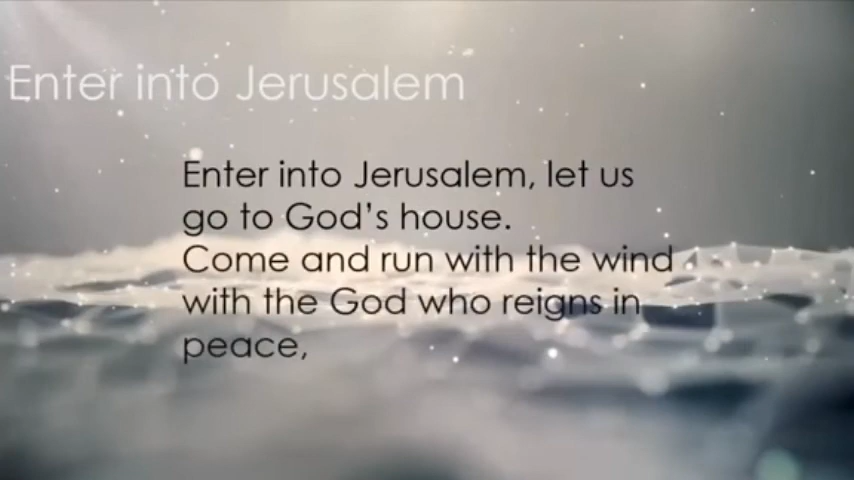 Enter into Jerusalem
Enter into Jerusalem, let us
go to God’s house.
Come and run with the wind
with the God who reigns in
peace,